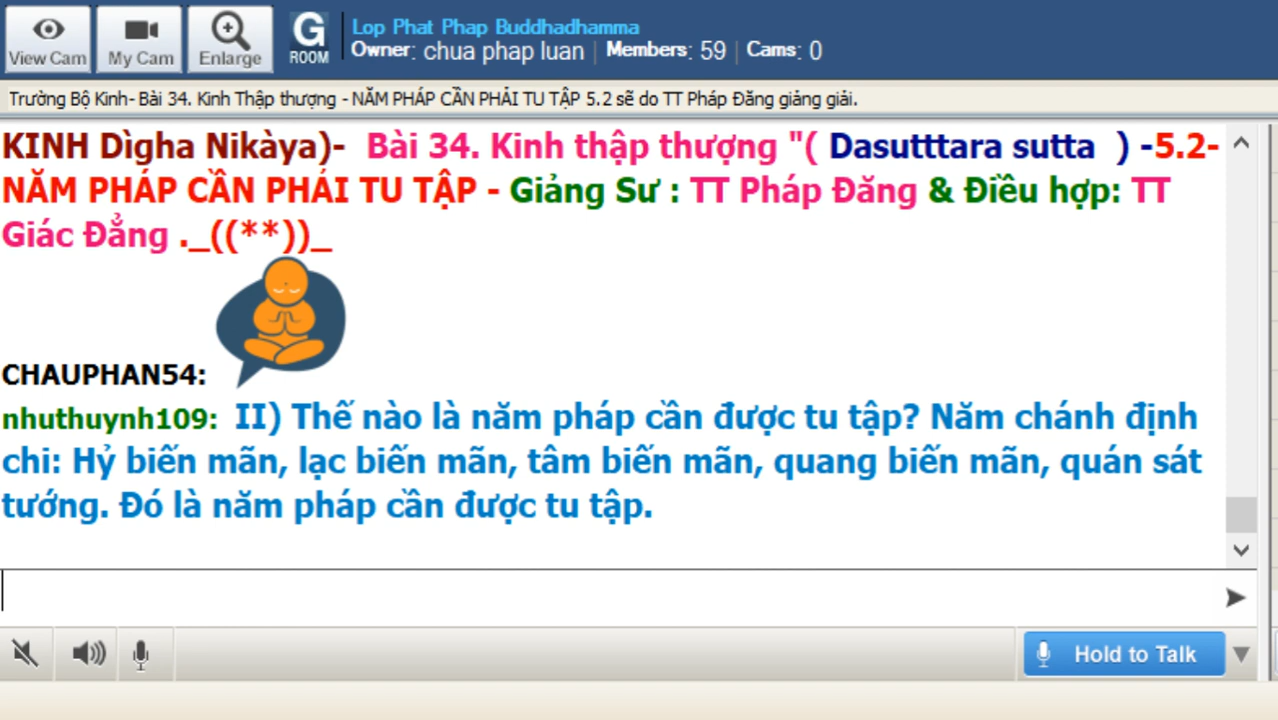 View Cam
My Cam
Enlarge
G
ROOM
Lop Phat Phap Buddhadhamma
Owner: chua phap luan | Members: 59 | Cams: 0
Trường Bộ Kinh- Bài 34. Kinh Thập thượng - NĂM PHÁP CẦN PHẢI TU TẬP 5.2 sẽ do TT Pháp Đăng giảng giải.
KINH Dìgha Nikàya)- Bài 34. Kinh thập thượng "( Dasutttara sutta ) -5.2-
NĂM PHÁP CẦN PHẢI TU TẬP - Giảng Sư : TT Pháp Đăng & Điều hợp: TT
Giác Đẳng ._((**))_
CHAUPHAN54:
nhuthuynh109: II) Thế nào là năm pháp cần được tu tập? Năm chánh định
chi: Hỷ biến mãn, lạc biến mãn, tâm biến mãn, quang biến mãn, quán sát
tướng. Đó là năm pháp cần được tu tập.
Hold to Talk